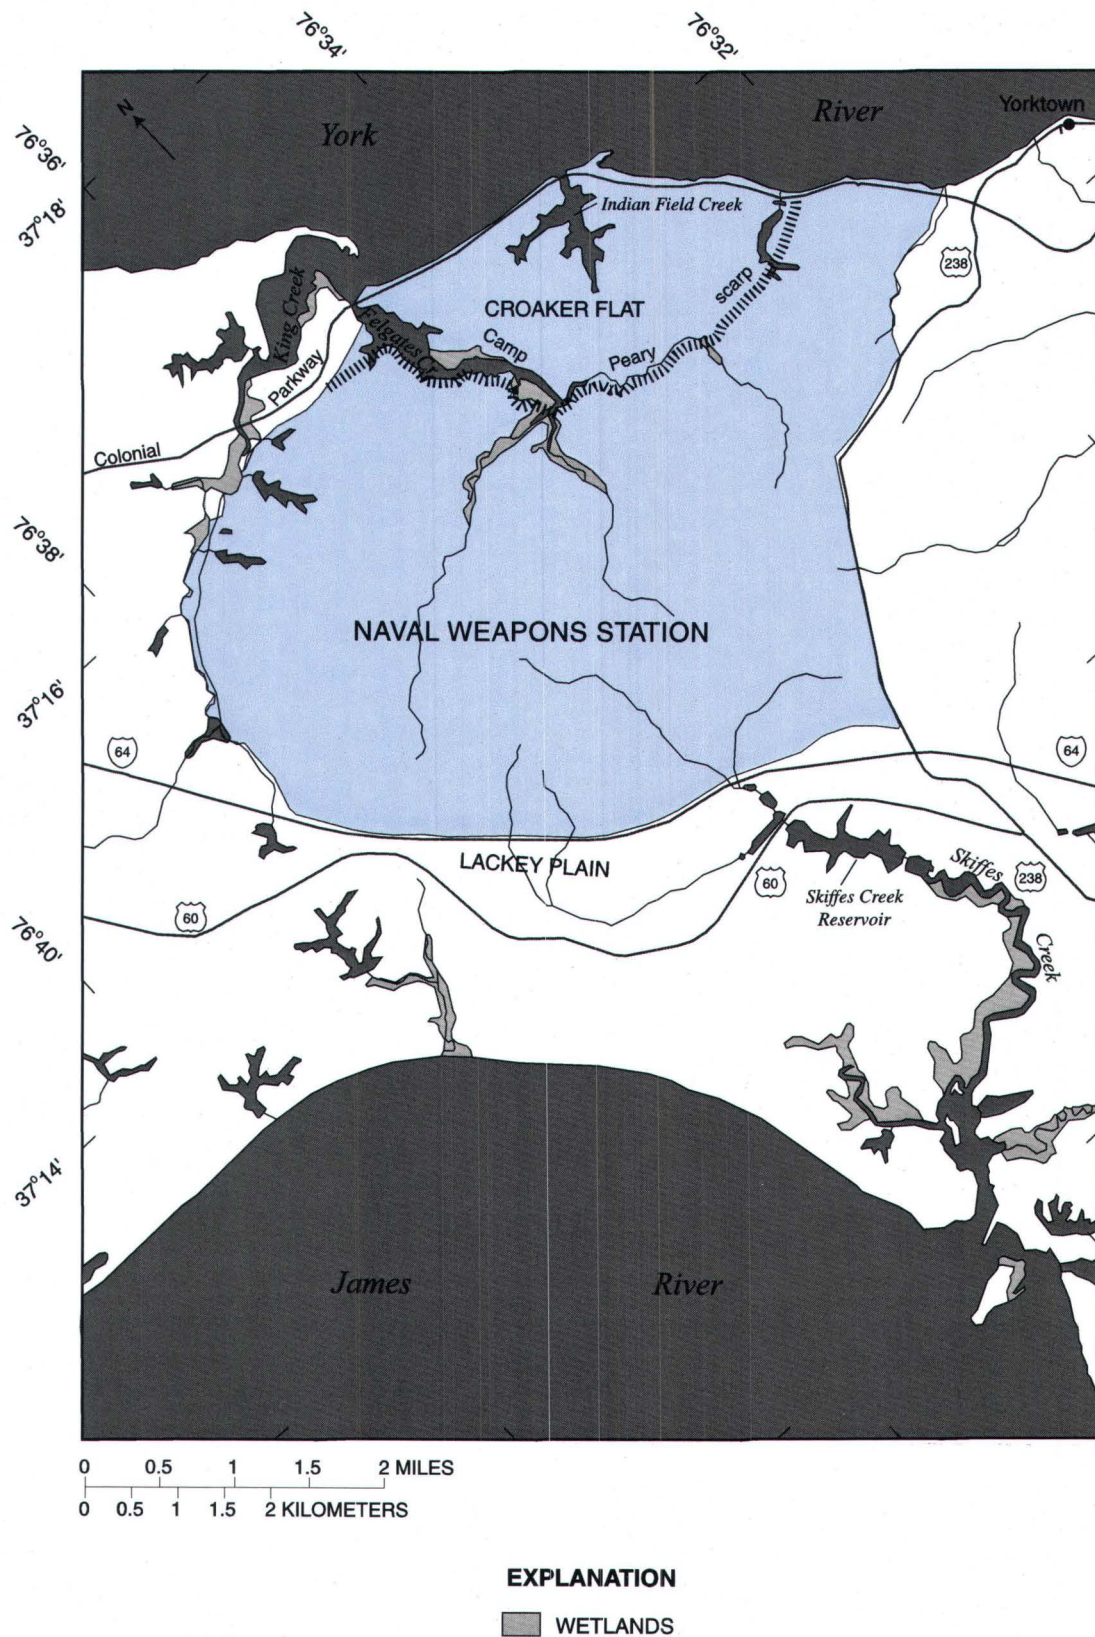 76°34'
76°32'
N
York
River
Yorktown
76°36'
37°18'
Indian Field Creek
238
King Creek
CROAKER FLAT
scarp
Felgates Cr
Camp
Peary
Parkway
Colonial
76°38'
NAVAL WEAPONS STATION
37°16'
64
64
LACKEY PLAIN
60
Skiffes
238
60
Skiffes Creek
Reservoir
Creek
76°40'
37°14'
James
River
0 0.5 1 1.5 2 MILES
0 0.5 1 1.5 2 KILOMETERS
EXPLANATION
WETLANDS